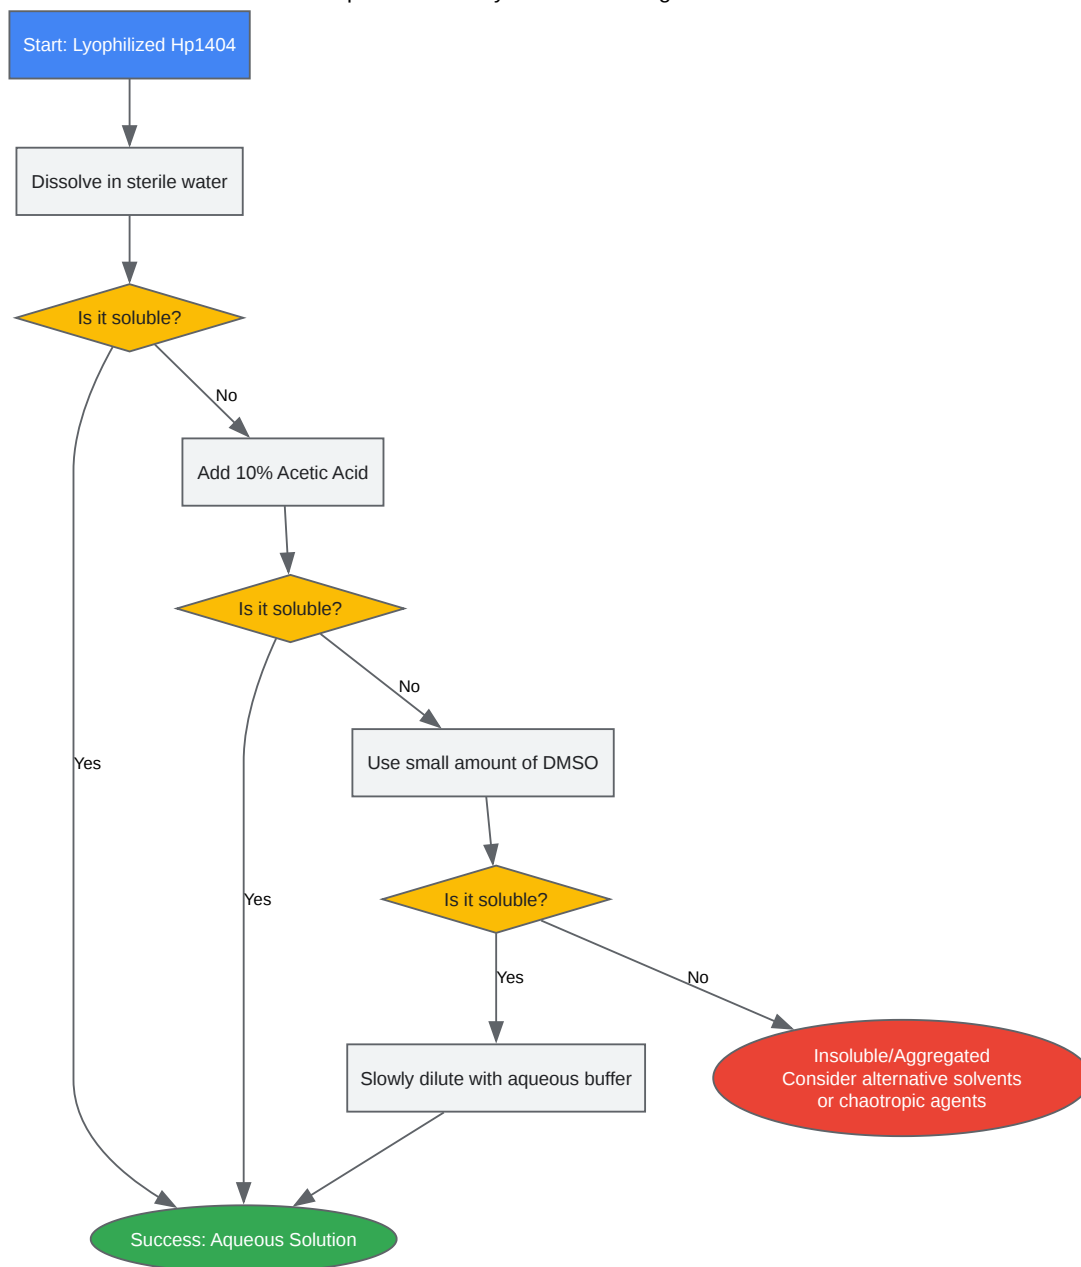 Start: Lyophilized Hp1404
Dissolve in sterile water
Is it soluble?
No
Add 10% Acetic Acid
Is it soluble?
No
Use small amount of DMSO
Yes
Is it soluble?
Yes
Yes
No
Slowly dilute with aqueous buffer
Insoluble/Aggregated
Consider alternative solvents
or chaotropic agents
Success: Aqueous Solution